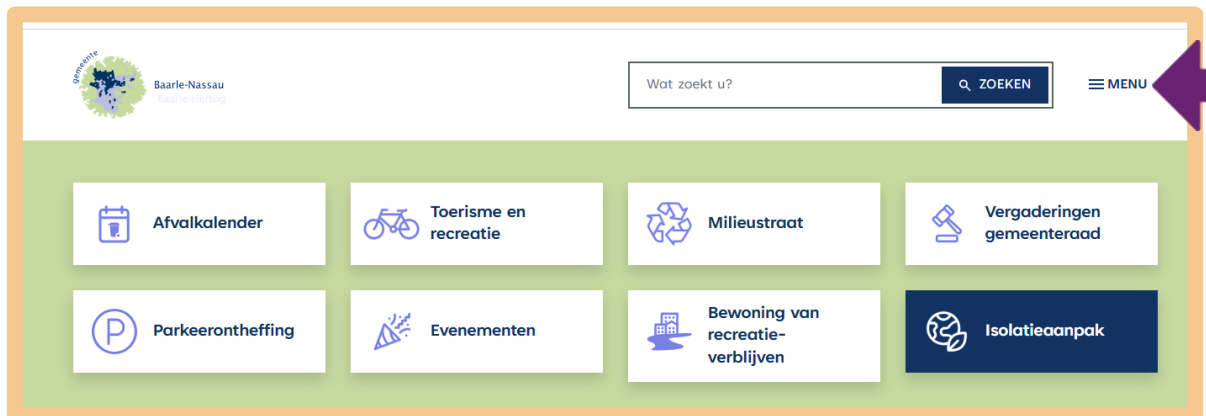 gemeente
Baarle-Nassau
Baarle-Hertog
Wat zoekt u?
ZOEKEN
MENU
Afvalkalender
Toerisme en
recreatie
Milieustraat
Vergaderingen
gemeenteraad
P
Parkeerontheffing
Evenementen
Bewoning van
recreatie-
verblijven
Isolatieaanpak